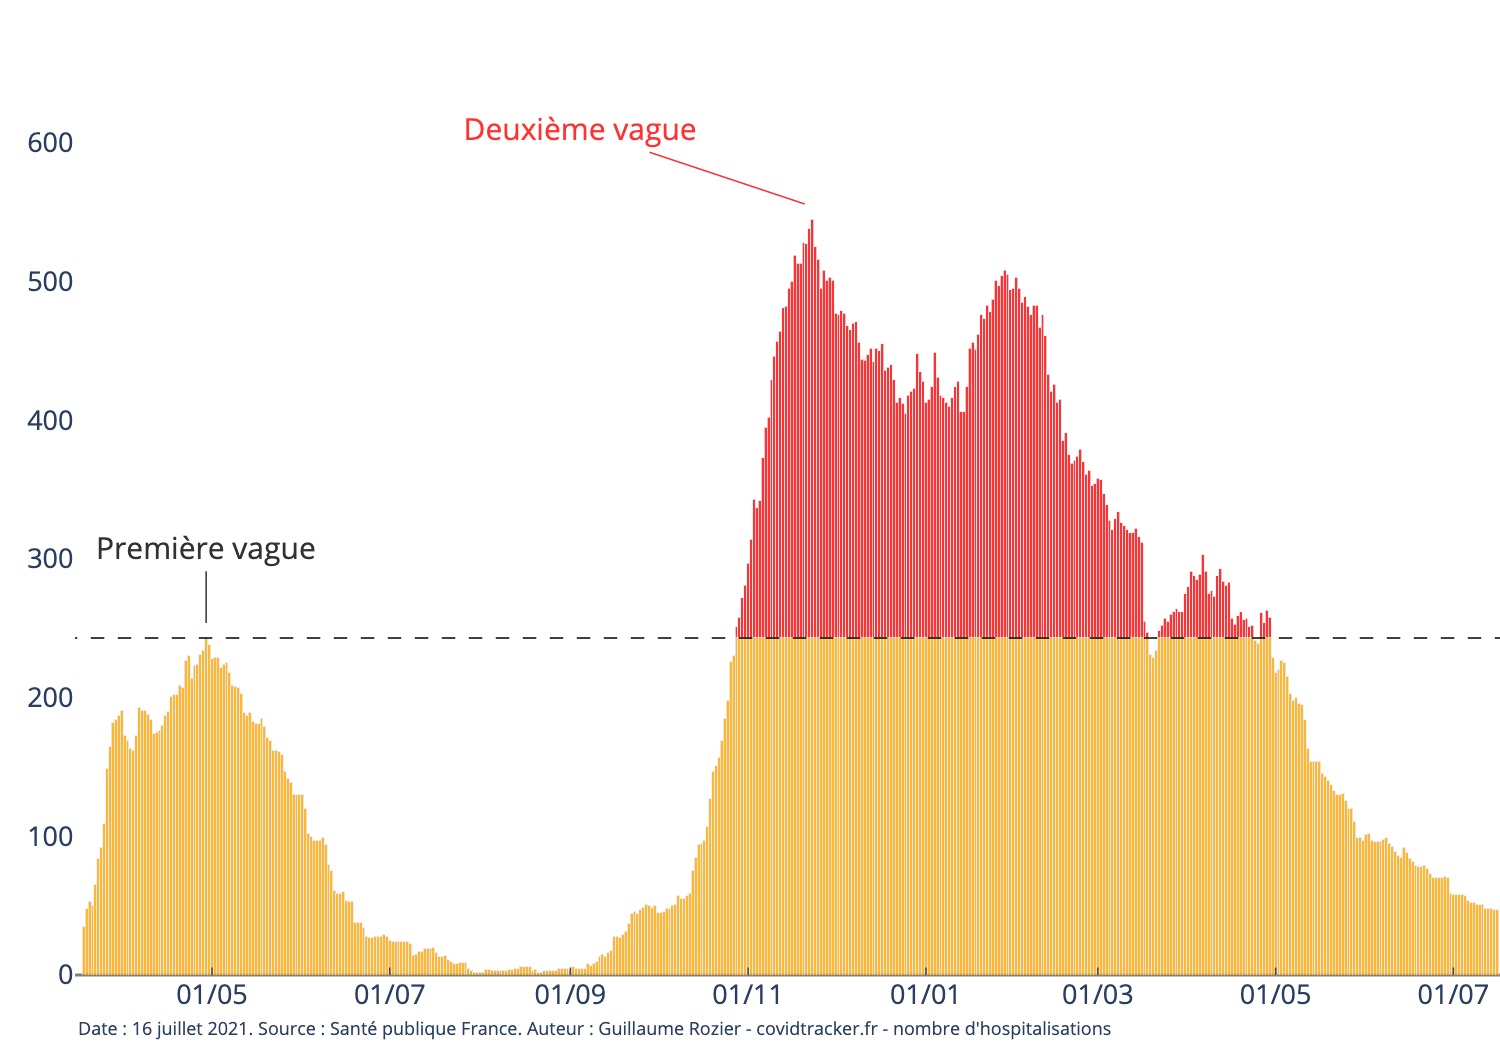 600
Deuxième vague
500
400
Première vague
300
200
100
0
01/05 01/07 01/09 01/11 01/01 01/03 01/05 01/07
Date : 16 juillet 2021. Source : Santé publique France. Auteur : Guillaume Rozier - covidtracker.fr - nombre d'hospitalisations